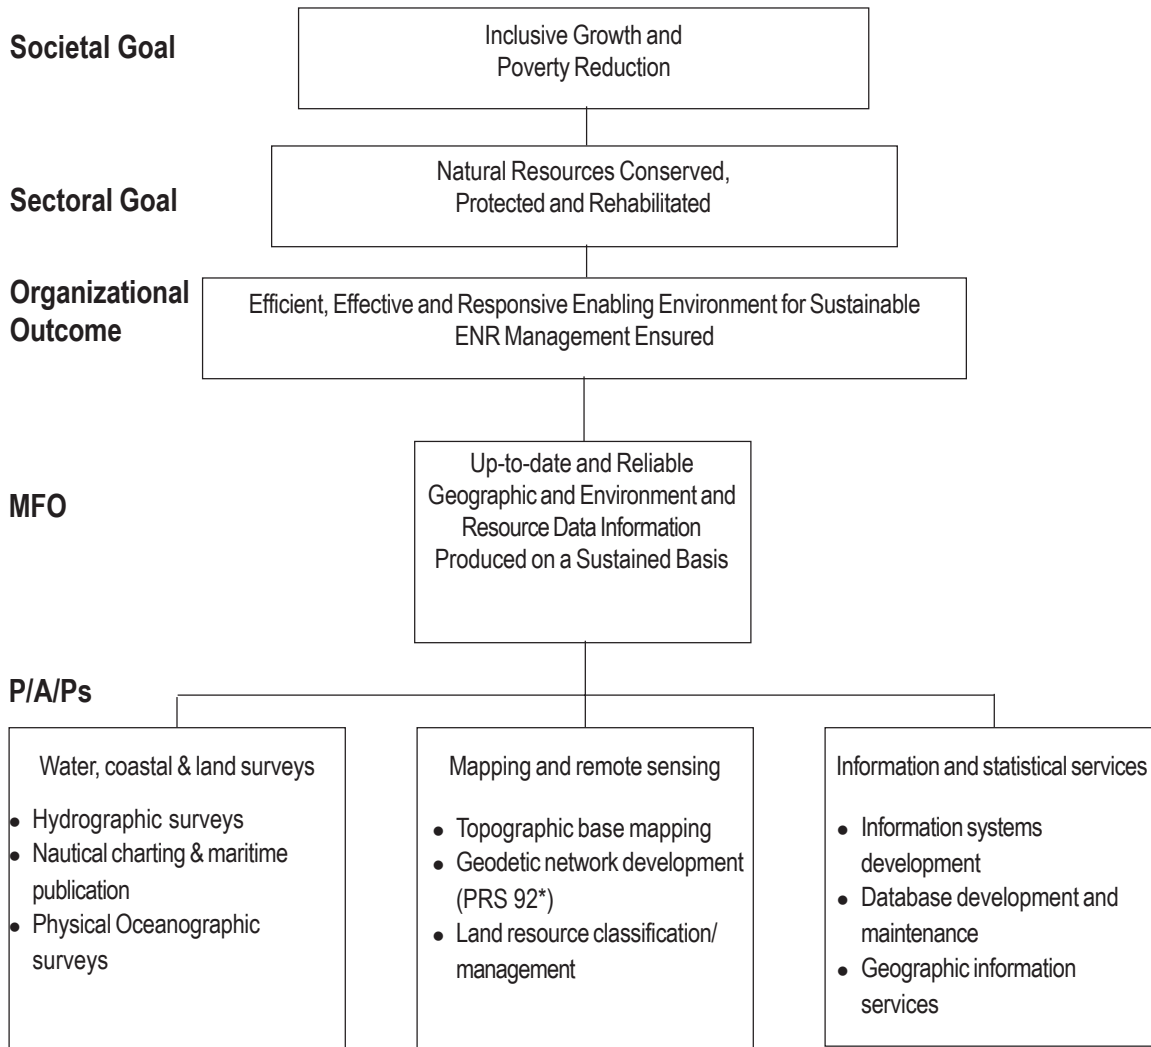 Societal Goal
Inclusive Growth and
Poverty Reduction
Sectoral Goal
Natural Resources Conserved,
Protected and Rehabilitated
Organizational
Outcome
Efficient, Effective and Responsive Enabling Environment for Sustainable
ENR Management Ensured
MFO
Up-to-date and Reliable
Geographic and Environment and
Resource Data Information
Produced on a Sustained Basis
P/A/Ps
Water, coastal & land surveys
● Hydrographic surveys
● Nautical charting & maritime
publication
● Physical Oceanographic
surveys
Mapping and remote sensing
● Topographic base mapping
● Geodetic network development
(PRS 92*)
● Land resource classification/
management
Information and statistical services
● Information systems
development
● Database development and
maintenance
● Geographic information
services